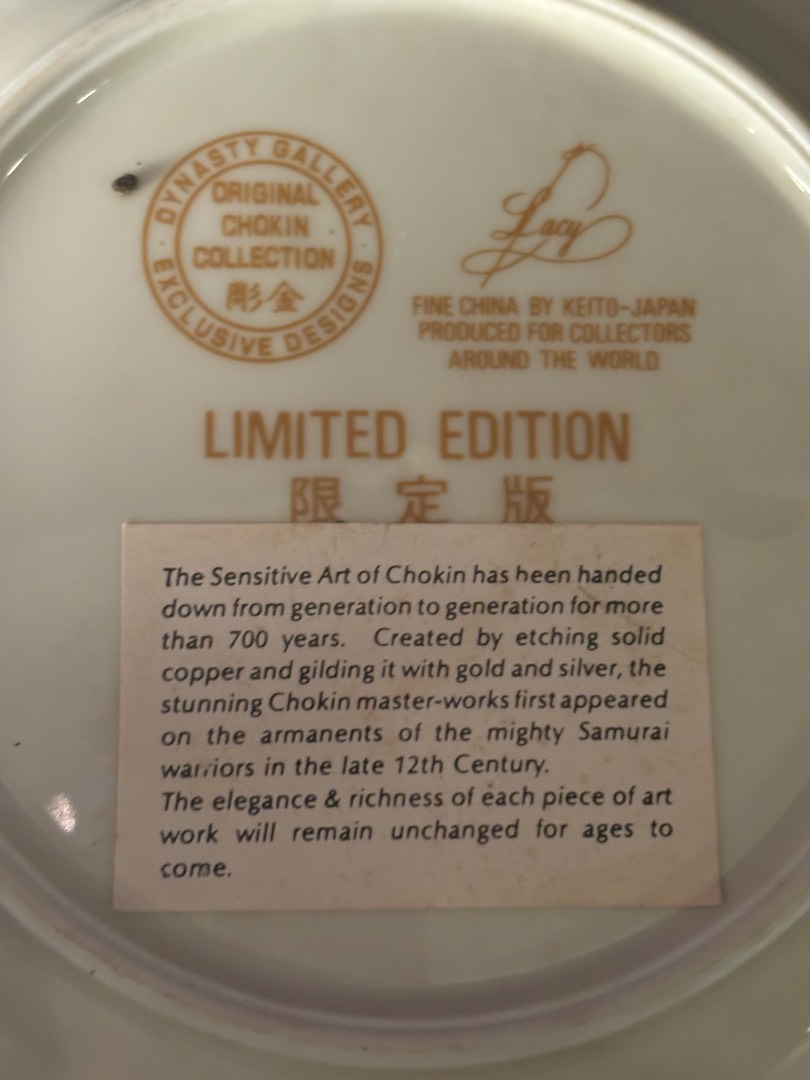 DYNASTY GALLERY
ORIGINAL
CHOKIN
COLLECTION
彫金
EXCLUSIVE DESIGNS
Lacy
FINE CHINA BY KEITO-JAPAN
PRODUCED FOR COLLECTORS
AROUND THE WORLD
LIMITED EDITION
限定版
The Sensitive Art of Chokin has been handed
down from generation to generation for more
than 700 years. Created by etching solid
copper and gilding it with gold and silver, the
stunning Chokin master-works first appeared
on the armanents of the mighty Samurai
warriors in the late 12th Century.
The elegance & richness of each piece of art
work will remain unchanged for ages to
come.